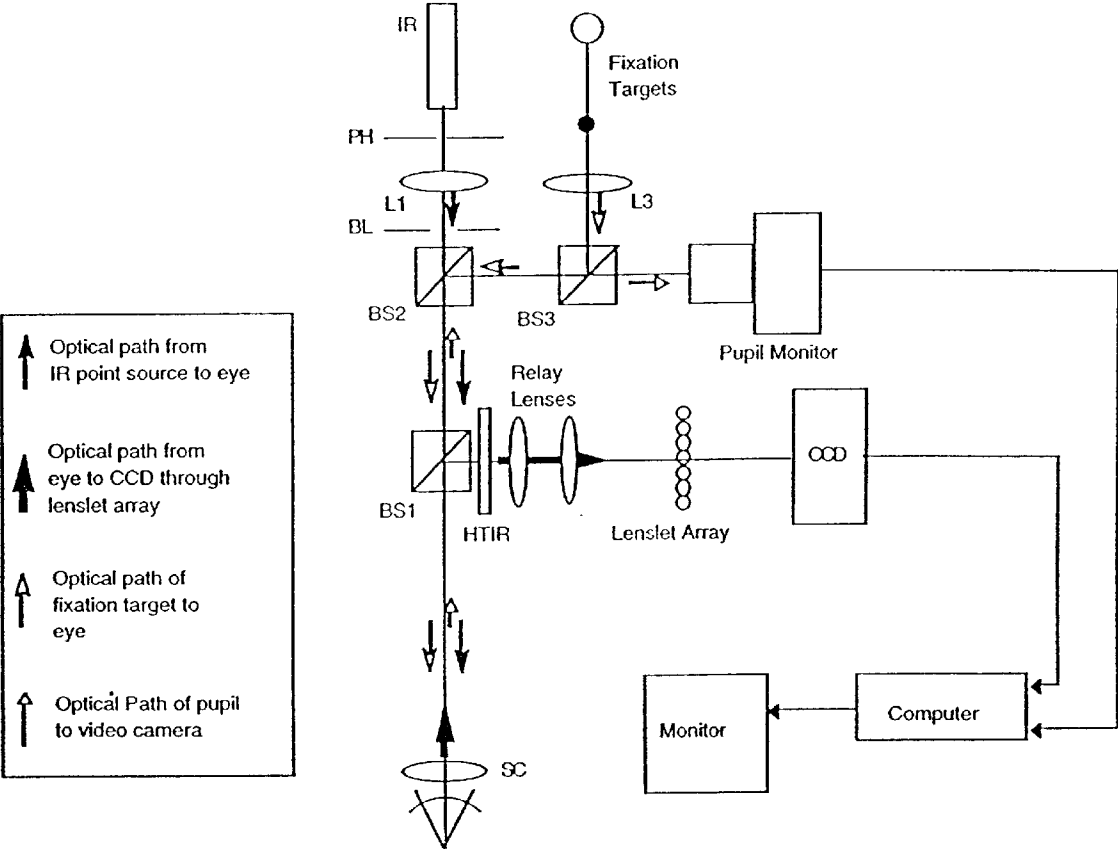 IR
Fixation
Targets
PH
L1
L3
BL
BS2
BS3
Pupil Monitor
Optical path from
IR point source to eye
Optical path from
eye to CCD through
lenslet array
Optical path of
fixation target to
eye
Optical Path of pupil
to video camera
Relay
Lenses
BS1
HTIR
Lenslet Array
CCD
Monitor
Computer
SC